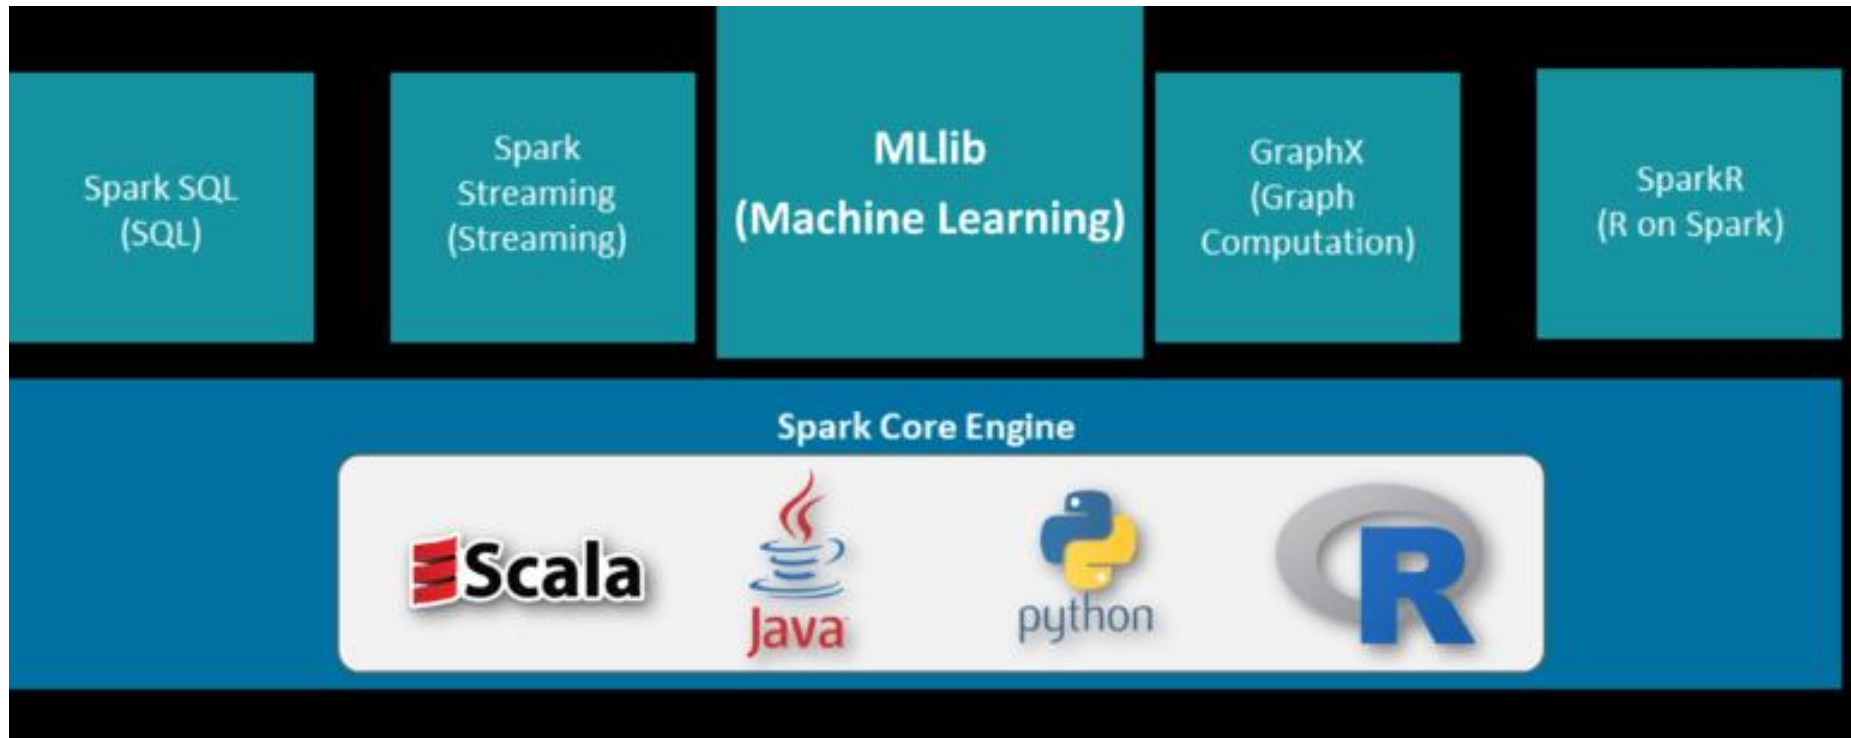 Spark SQL
(SQL)
Spark
Streaming
(Streaming)
MLlib
(Machine Learning)
GraphX
(Graph
Computation)
SparkR
(R on Spark)
Spark Core Engine
Scala
Java
python
R